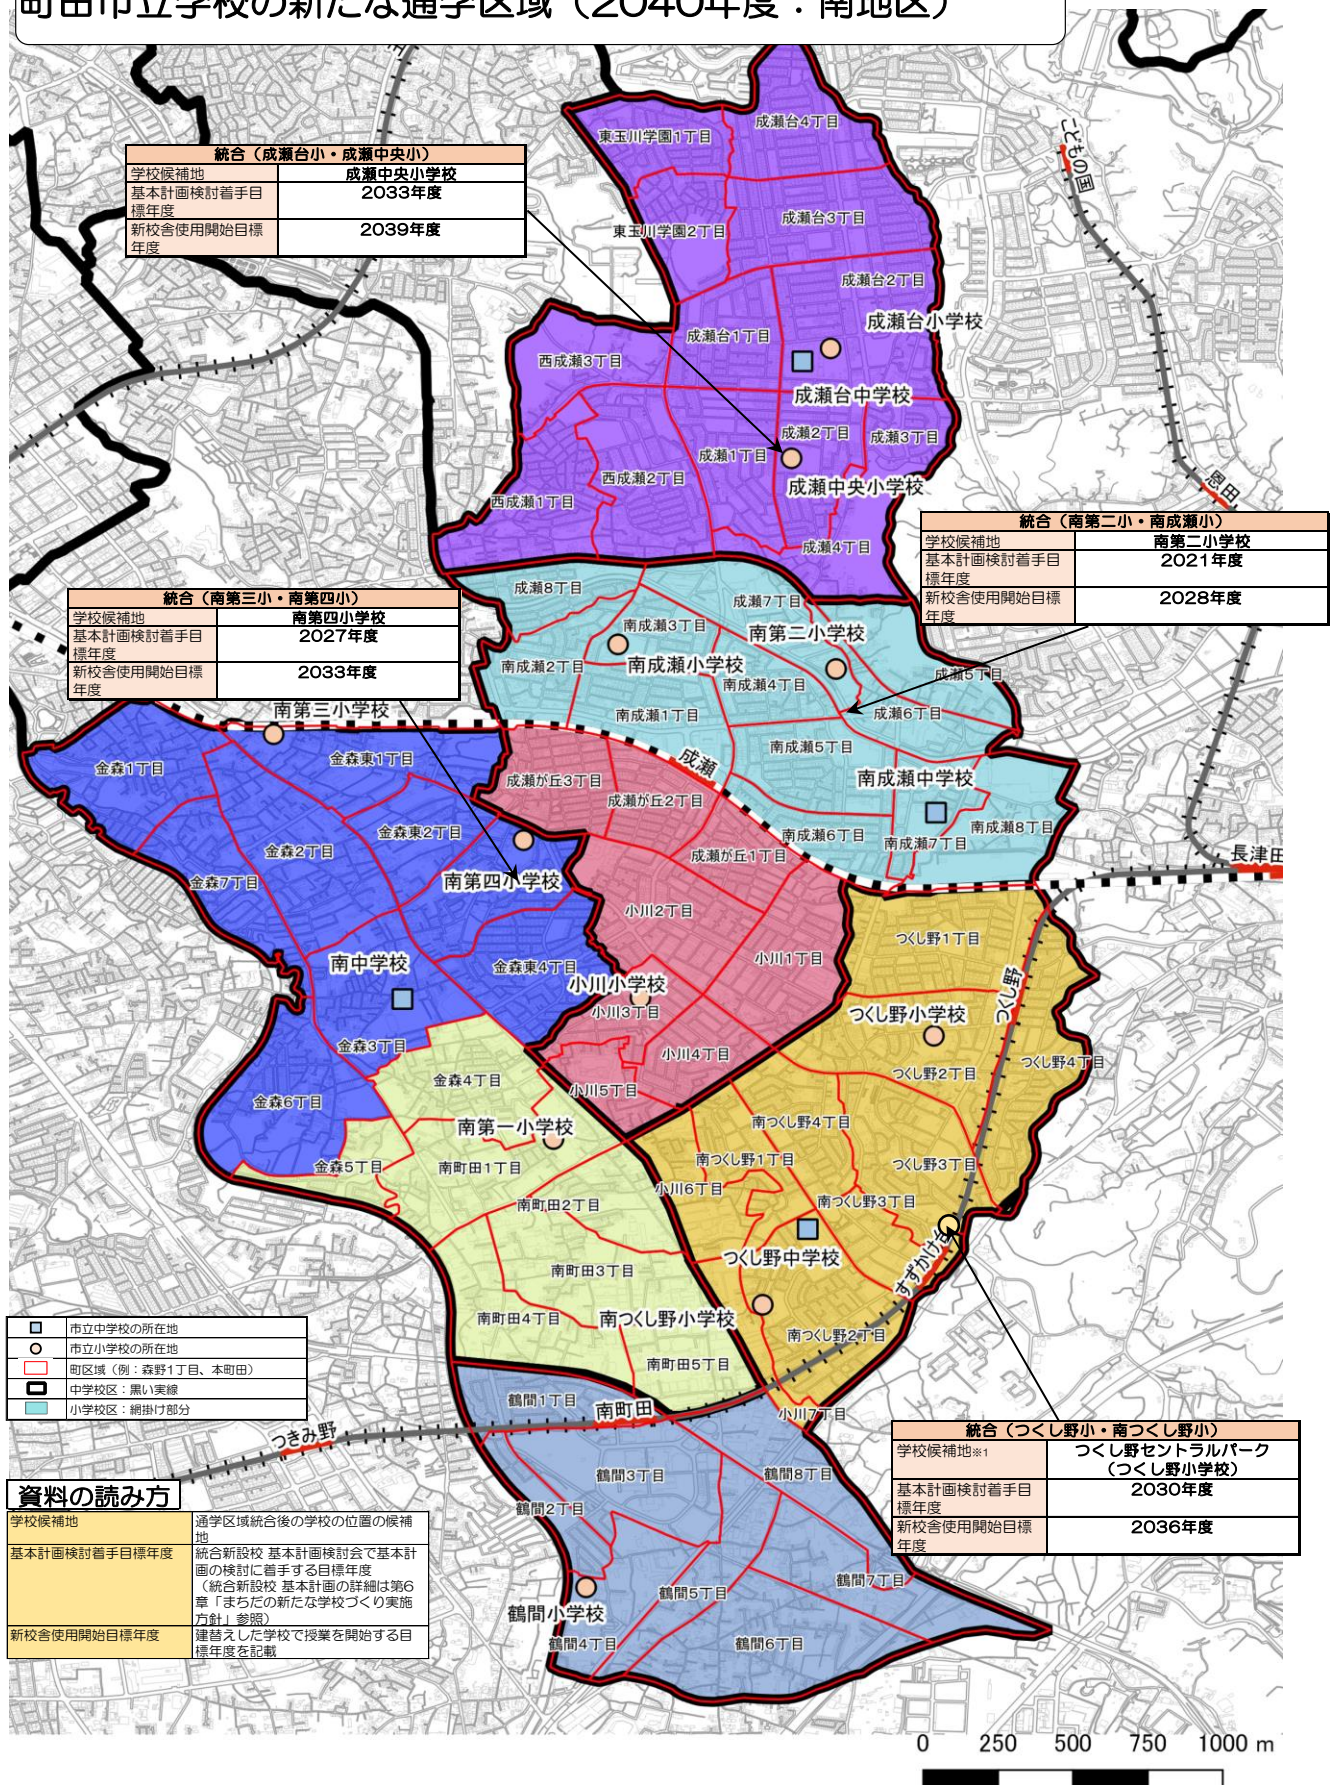 町田市立学校の新たな通学区域（2040年度：南地区）
東玉川学園1丁目
成瀬台4丁目
こどもの国
統合（成瀬台小・成瀬中央小）
学校候補地
成瀬中央小学校
基本計画検討着手目標年度
2033年度
新校舎使用開始目標年度
2039年度
成瀬台3丁目
東玉川学園2丁目
成瀬台2丁目
成瀬台小学校
成瀬台1丁目
西成瀬3丁目
成瀬台中学校
成瀬2丁目
成瀬3丁目
成瀬1丁目
西成瀬2丁目
成瀬中央小学校
西成瀬1丁目
恩田
成瀬4丁目
統合（南第二小・南成瀬小）
学校候補地
南第二小学校
基本計画検討着手目標年度
2021年度
新校舎使用開始目標年度
2028年度
成瀬8丁目
成瀬7丁目
統合（南第三小・南第四小）
学校候補地
南第四小学校
基本計画検討着手目標年度
2027年度
新校舎使用開始目標年度
2033年度
南成瀬3丁目
南第二小学校
南成瀬2丁目
南成瀬小学校
成瀬5丁目
南成瀬4丁目
南第三小学校
南成瀬1丁目
成瀬6丁目
南成瀬5丁目
金森1丁目
金森東1丁目
成瀬
成瀬が丘3丁目
南成瀬中学校
成瀬が丘2丁目
金森東2丁目
南成瀬6丁目
南成瀬7丁目
南成瀬8丁目
金森2丁目
成瀬が丘1丁目
長津田
金森7丁目
南第四小学校
小川2丁目
つくし野1丁目
南中学校
金森東4丁目
小川1丁目
小川小学校
つくし野
小川3丁目
つくし野小学校
金森3丁目
小川4丁目
つくし野4丁目
金森4丁目
つくし野2丁目
小川5丁目
金森6丁目
南第一小学校
南つくし野4丁目
金森5丁目
南町田1丁目
南つくし野1丁目
つくし野3丁目
小川6丁目
南町田2丁目
南つくし野3丁目
つくし野中学校
すずかけ台
南町田3丁目
南町田4丁目
南つくし野小学校
南つくし野2丁目
市立中学校の所在地
市立小学校の所在地
町区域（例：森野1丁目、本町田）
中学校区：黒い実線
小学校区：網掛け部分
南町田5丁目
鶴間1丁目
南町田
小川7丁目
つきみ野
統合（つくし野小・南つくし野小）
学校候補地※1
つくし野セントラルパーク
（つくし野小学校）
基本計画検討着手目標年度
2030年度
新校舎使用開始目標年度
2036年度
鶴間3丁目
鶴間8丁目
資料の読み方
学校候補地
通学区域統合後の学校の位置の候補地
基本計画検討着手目標年度
統合新設校 基本計画検討会で基本計
画の検討に着手する目標年度
（統合新設校 基本計画の詳細は第6
章「まちだの新たな学校づくり実施
方針」参照）
新校舎使用開始目標年度
建替えした学校で授業を開始する目
標年度を記載
鶴間2丁目
鶴間5丁目
鶴間7丁目
鶴間小学校
鶴間4丁目
鶴間6丁目
0 250 500 750 1000 m